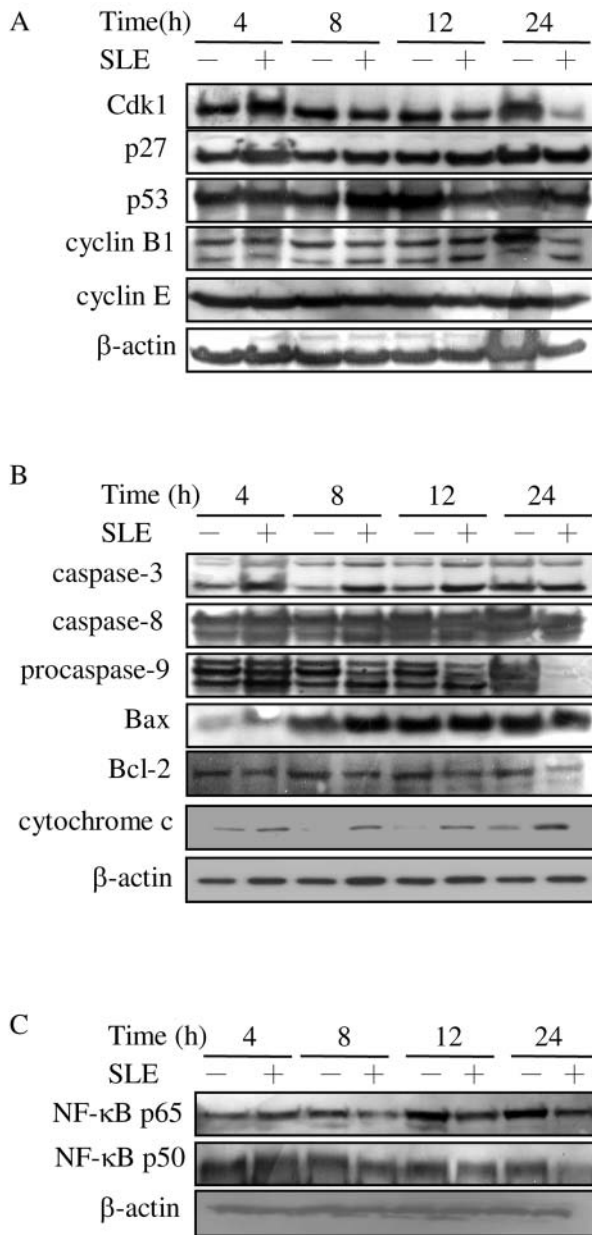 A
Time(h) 4 8 12 24
SLE − + − + − + − +
Cdk1
p27
p53
cyclin B1
cyclin E
β-actin
B
Time (h) 4 8 12 24
SLE − + − + − + − +
caspase-3
caspase-8
procaspase-9
Bax
Bcl-2
cytochrome c
β-actin
C
Time (h) 4 8 12 24
SLE − + − + − + − +
NF-κB p65
NF-κB p50
β-actin